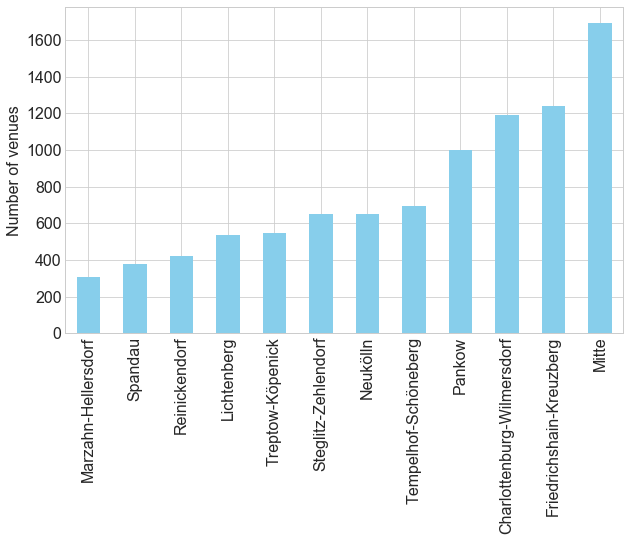 Number of venues
1600
1400
1200
1000
800
600
400
200
0
Marzahn-Hellersdorf
Spandau
Reinickendorf
Lichtenberg
Treptow-Köpenick
Steglitz-Zehlendorf
Neukölln
Tempelhof-Schöneberg
Pankow
Charlottenburg-Wilmersdorf
Friedrichshain-Kreuzberg
Mitte